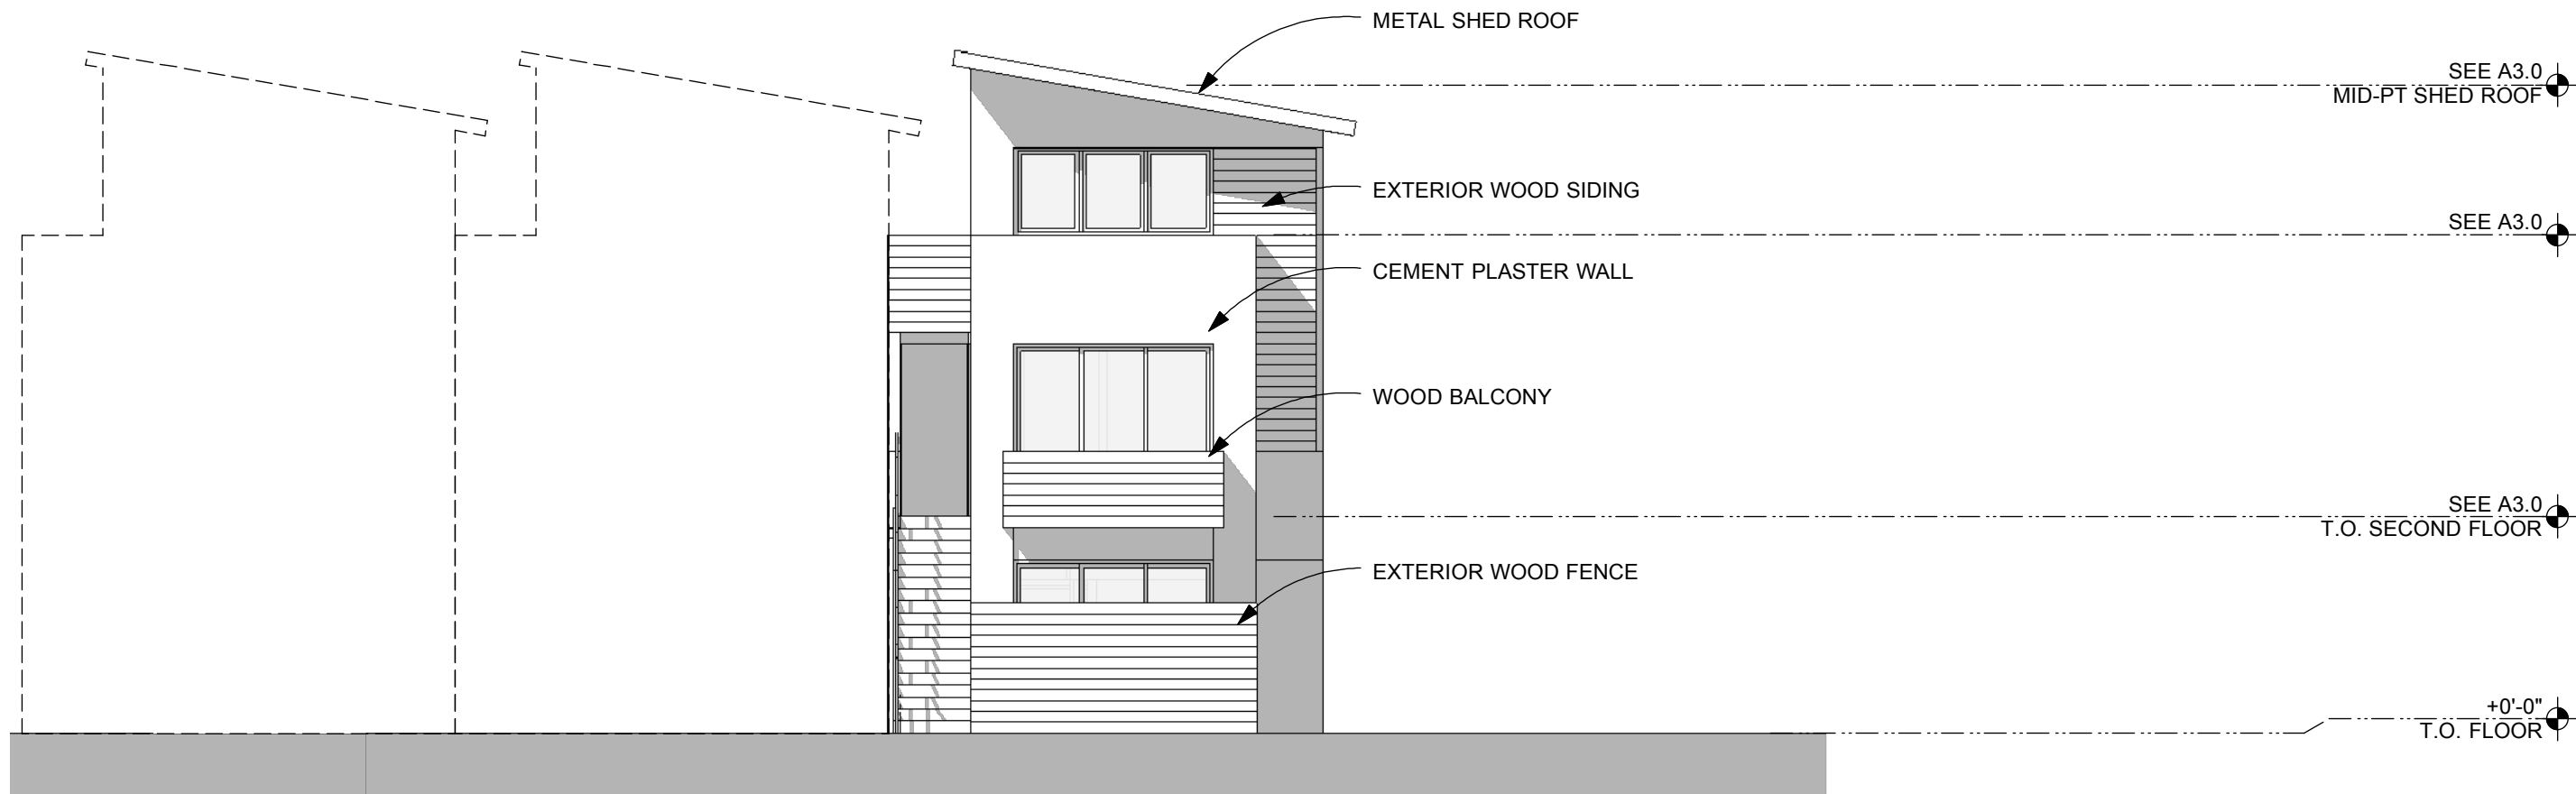 METAL SHED ROOF
SEE A3.0
MID-PT SHED ROOF
EXTERIOR WOOD SIDING
SEE A3.0
CEMENT PLASTER WALL
WOOD BALCONY
SEE A3.0
T.O. SECOND FLOOR
EXTERIOR WOOD FENCE
+0'-0"
T.O. FLOOR